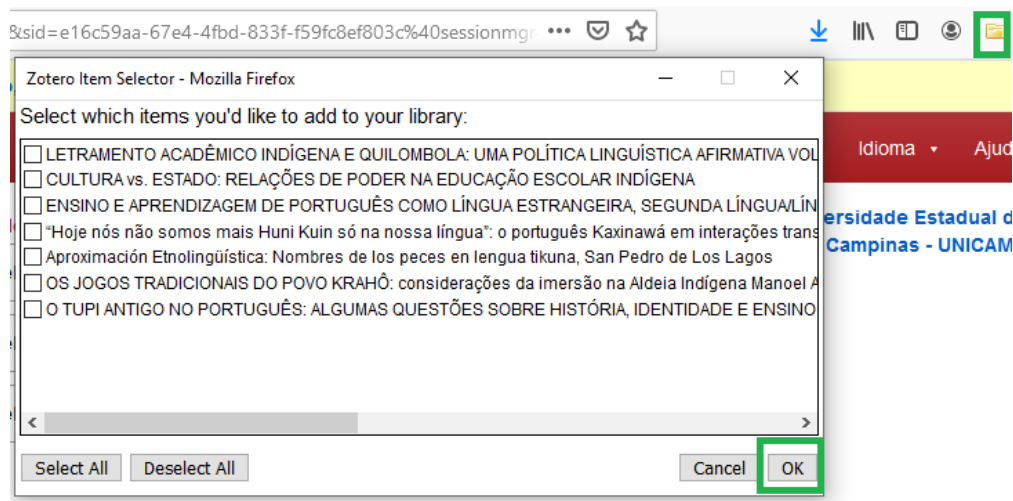 &sid=e16c59aa-67e4-4fbd-833f-f59fc8ef803c%40sessionmgr
Zotero Item Selector - Mozilla Firefox
Select which items you'd like to add to your library:
LETRAMENTO ACADÊMICO INDÍGENA E QUILOMBOLA: UMA POLÍTICA LINGUÍSTICA AFIRMATIVA VOL
CULTURA vs. ESTADO: RELAÇÕES DE PODER NA EDUCAÇÃO ESCOLAR INDÍGENA
ENSINO E APRENDIZAGEM DE PORTUGUÊS COMO LÍNGUA ESTRANGEIRA, SEGUNDA LÍNGUA/LÍN
“Hoje nós não somos mais Huni Kuin só na nossa língua”: o português Kaxinawá em interações trans
Aproximación Etnolingüística: Nombres de los peces en lengua tikuna, San Pedro de Los Lagos
OS JOGOS TRADICIONAIS DO POVO KRAHÔ: considerações da imersão na Aldeia Indígena Manoel A
O TUPI ANTIGO NO PORTUGUÊS: ALGUMAS QUESTÕES SOBRE HISTÓRIA, IDENTIDADE E ENSINO
Select All Deselect All Cancel OK
Idioma Ajud
ersidade Estadual d
Campinas - UNICAM